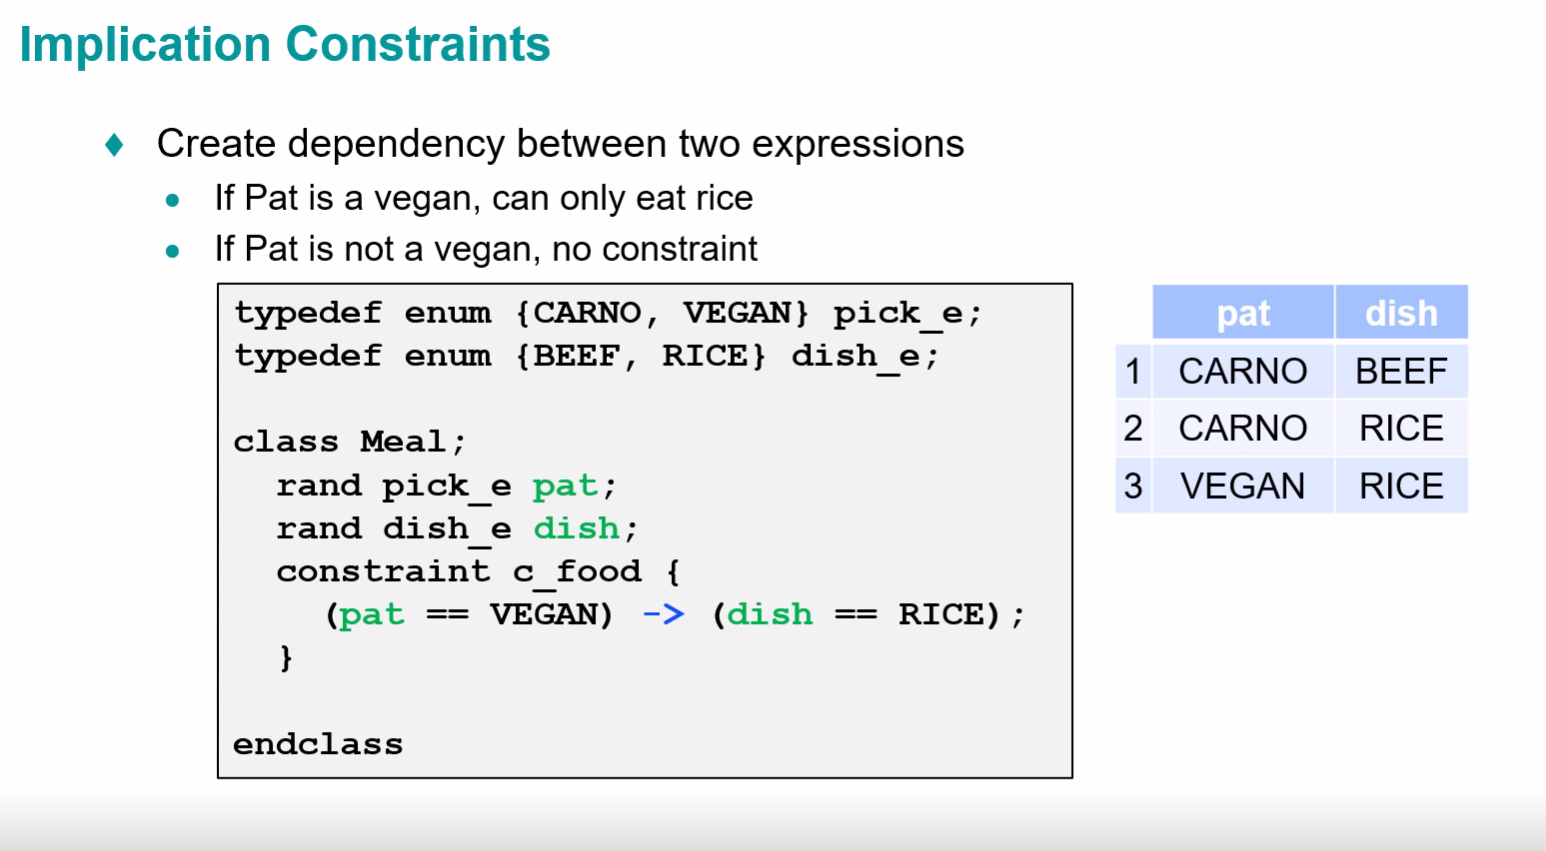 Implication Constraints
Create dependency between two expressions
If Pat is a vegan, can only eat rice
If Pat is not a vegan, no constraint
typedef enum {CARNO, VEGAN} pick_e;
typedef enum {BEEF, RICE} dish_e;
class Meal;
rand pick_e pat;
rand dish_e dish;
constraint c_food {
(pat == VEGAN) -> (dish == RICE);
}
endclass
pat dish
1 CARNO BEEF
2 CARNO RICE
3 VEGAN RICE